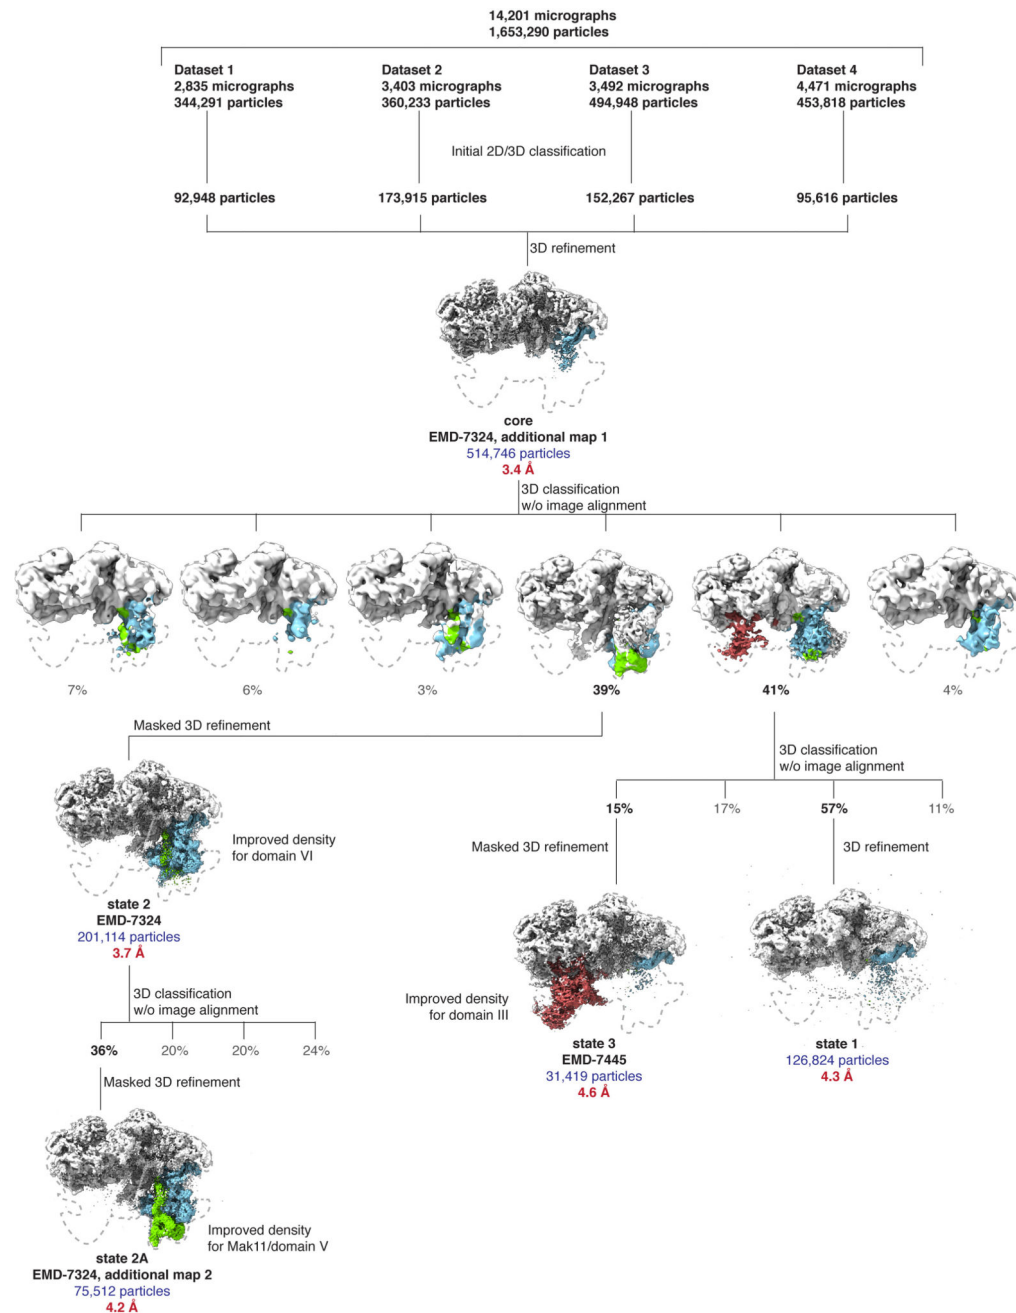 14,201 micrographs
1,653,290 particles
Dataset 1
2,835 micrographs
344,291 particles
Dataset 2
3,403 micrographs
360,233 particles
Dataset 3
3,492 micrographs
494,948 particles
Dataset 4
4,471 micrographs
453,818 particles
Initial 2D/3D classification
92,948 particles
173,915 particles
152,267 particles
95,616 particles
3D refinement
core
EMD-7324, additional map 1
514,746 particles
3.4 Å
3D classification
w/o image alignment
7%
6%
3%
39%
41%
4%
Masked 3D refinement
3D classification
w/o image alignment
15%
17%
57%
11%
Improved density
for domain VI
Masked 3D refinement
3D refinement
state 2
EMD-7324
201,114 particles
3.7 Å
3D classification
w/o image alignment
36%
20%
20%
24%
Masked 3D refinement
Improved density
for domain III
state 3
EMD-7445
31,419 particles
4.6 Å
state 1
126,824 particles
4.3 Å
Improved density
for Mak11/domain V
state 2A
EMD-7324, additional map 2
75,512 particles
4.2 Å